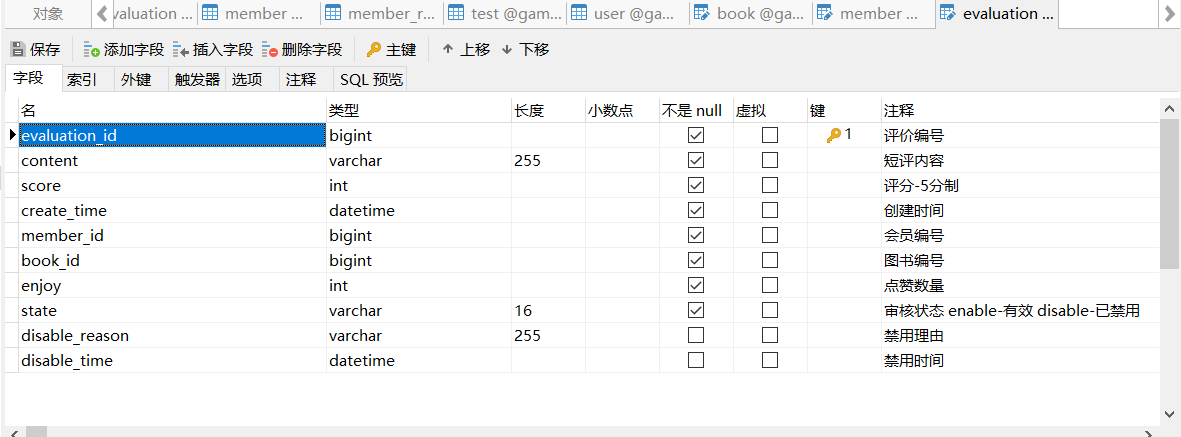 对象 valuation ... member ... member_r... test @gam... user @ga... book @ga... member ... evaluation ...
保存 添加字段 插入字段 删除字段 主键 上移 下移
字段 索引 外键 触发器 选项 注释 SQL 预览
名 类型 长度 小数点 不是 null 虚拟 键 注释
evaluation_id bigint 1 评价编号
content varchar 255 短评内容
score int 评分-5分制
create_time datetime 创建时间
member_id bigint 会员编号
book_id bigint 图书编号
enjoy int 点赞数量
state varchar 16 审核状态 enable-有效 disable-已禁用
disable_reason varchar 255 禁用理由
disable_time datetime 禁用时间